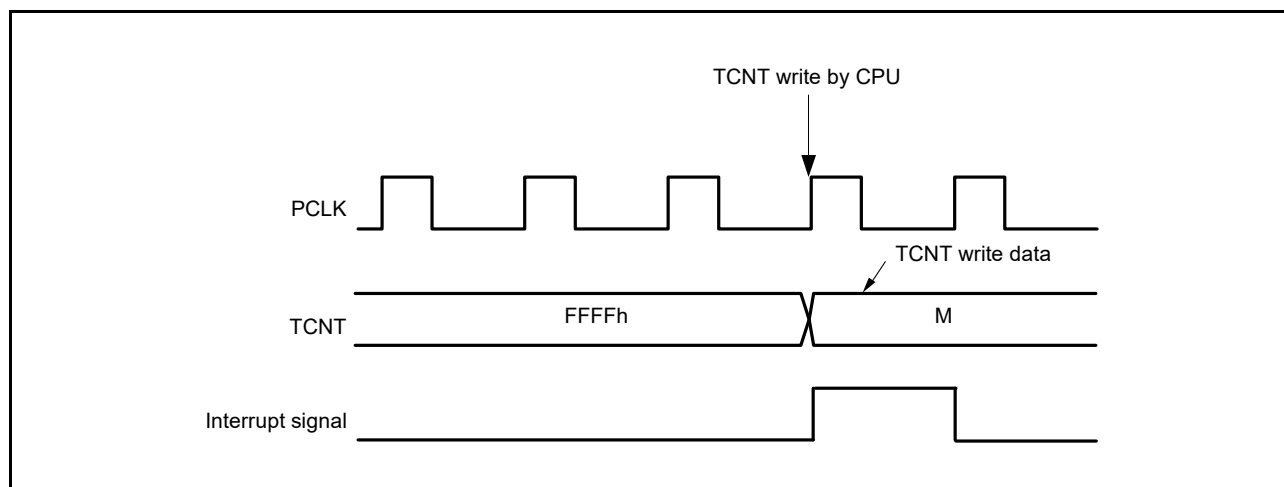 TCNT write by CPU
PCLK
TCNT write data
TCNT
FFFFh
M
Interrupt signal